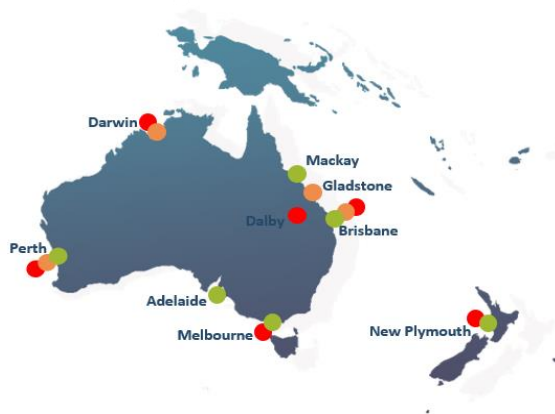 Darwin
Mackay
Gladstone
Dalby
Brisbane
Perth
Adelaide
Melbourne
New Plymouth